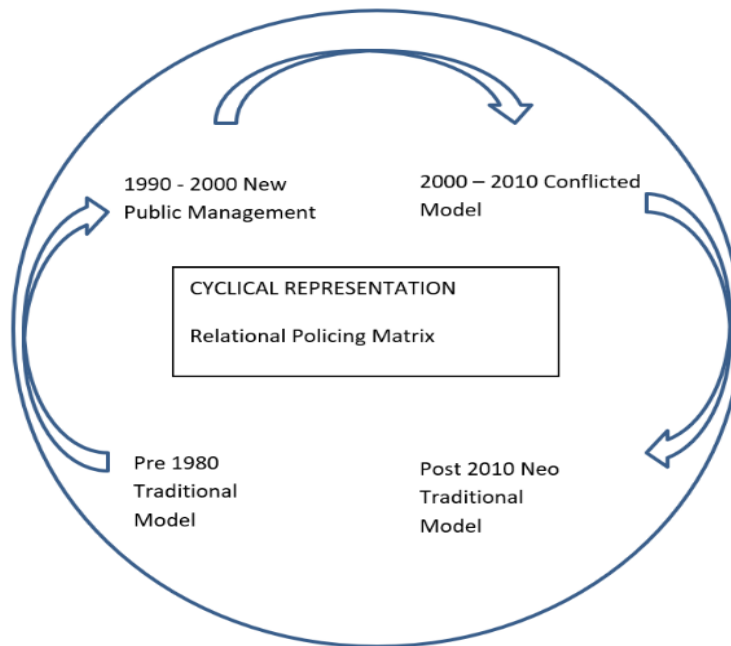 1990 - 2000 New
Public Management
2000 – 2010 Conflicted
Model
CYCLICAL REPRESENTATION
Relational Policing Matrix
Pre 1980
Traditional
Model
Post 2010 Neo
Traditional
Model